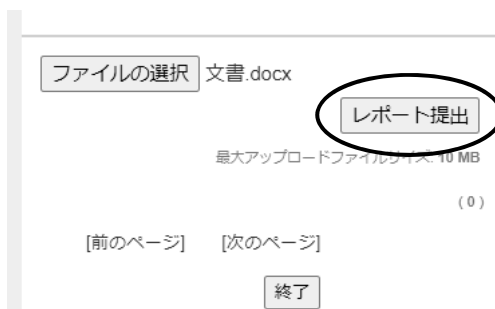 ファイルの選択 文書.docx
レポート提出
最大アップロードファイルサイズ: 10 MB
( 0 )
[前のページ] [次のページ]
終了